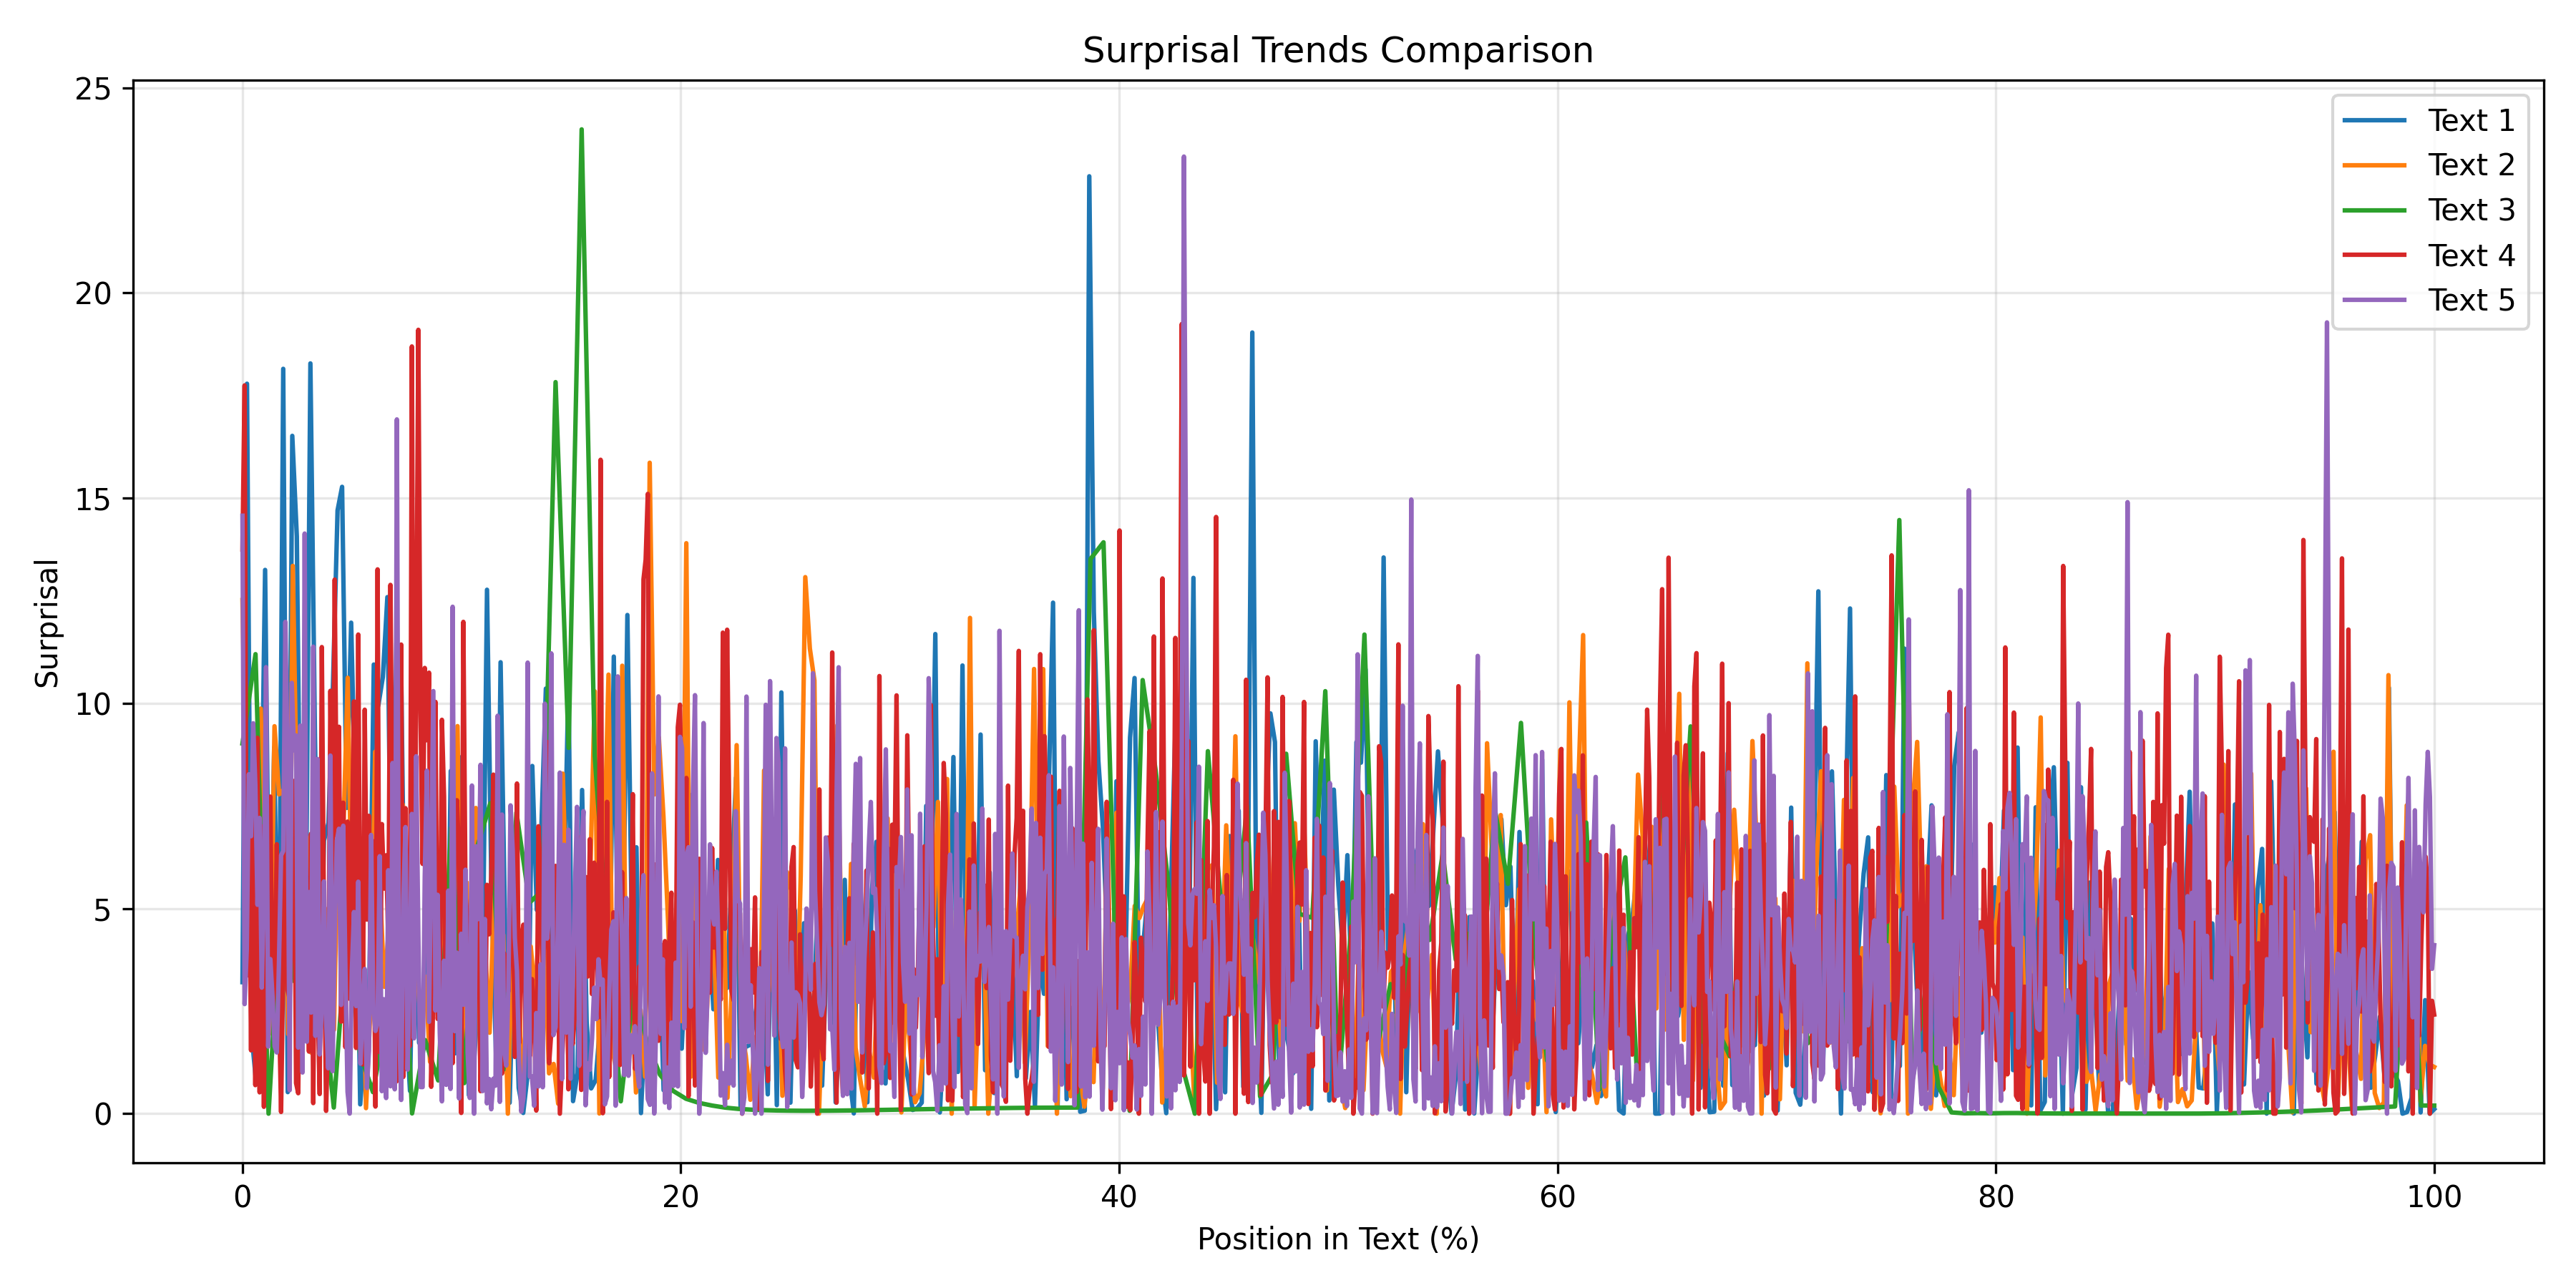 Surprisal Trends Comparison
25
20
15
10
5
0
Surprisal
Text 1
Text 2
Text 3
Text 4
Text 5
0 20 40 60 80 100
Position in Text (%)